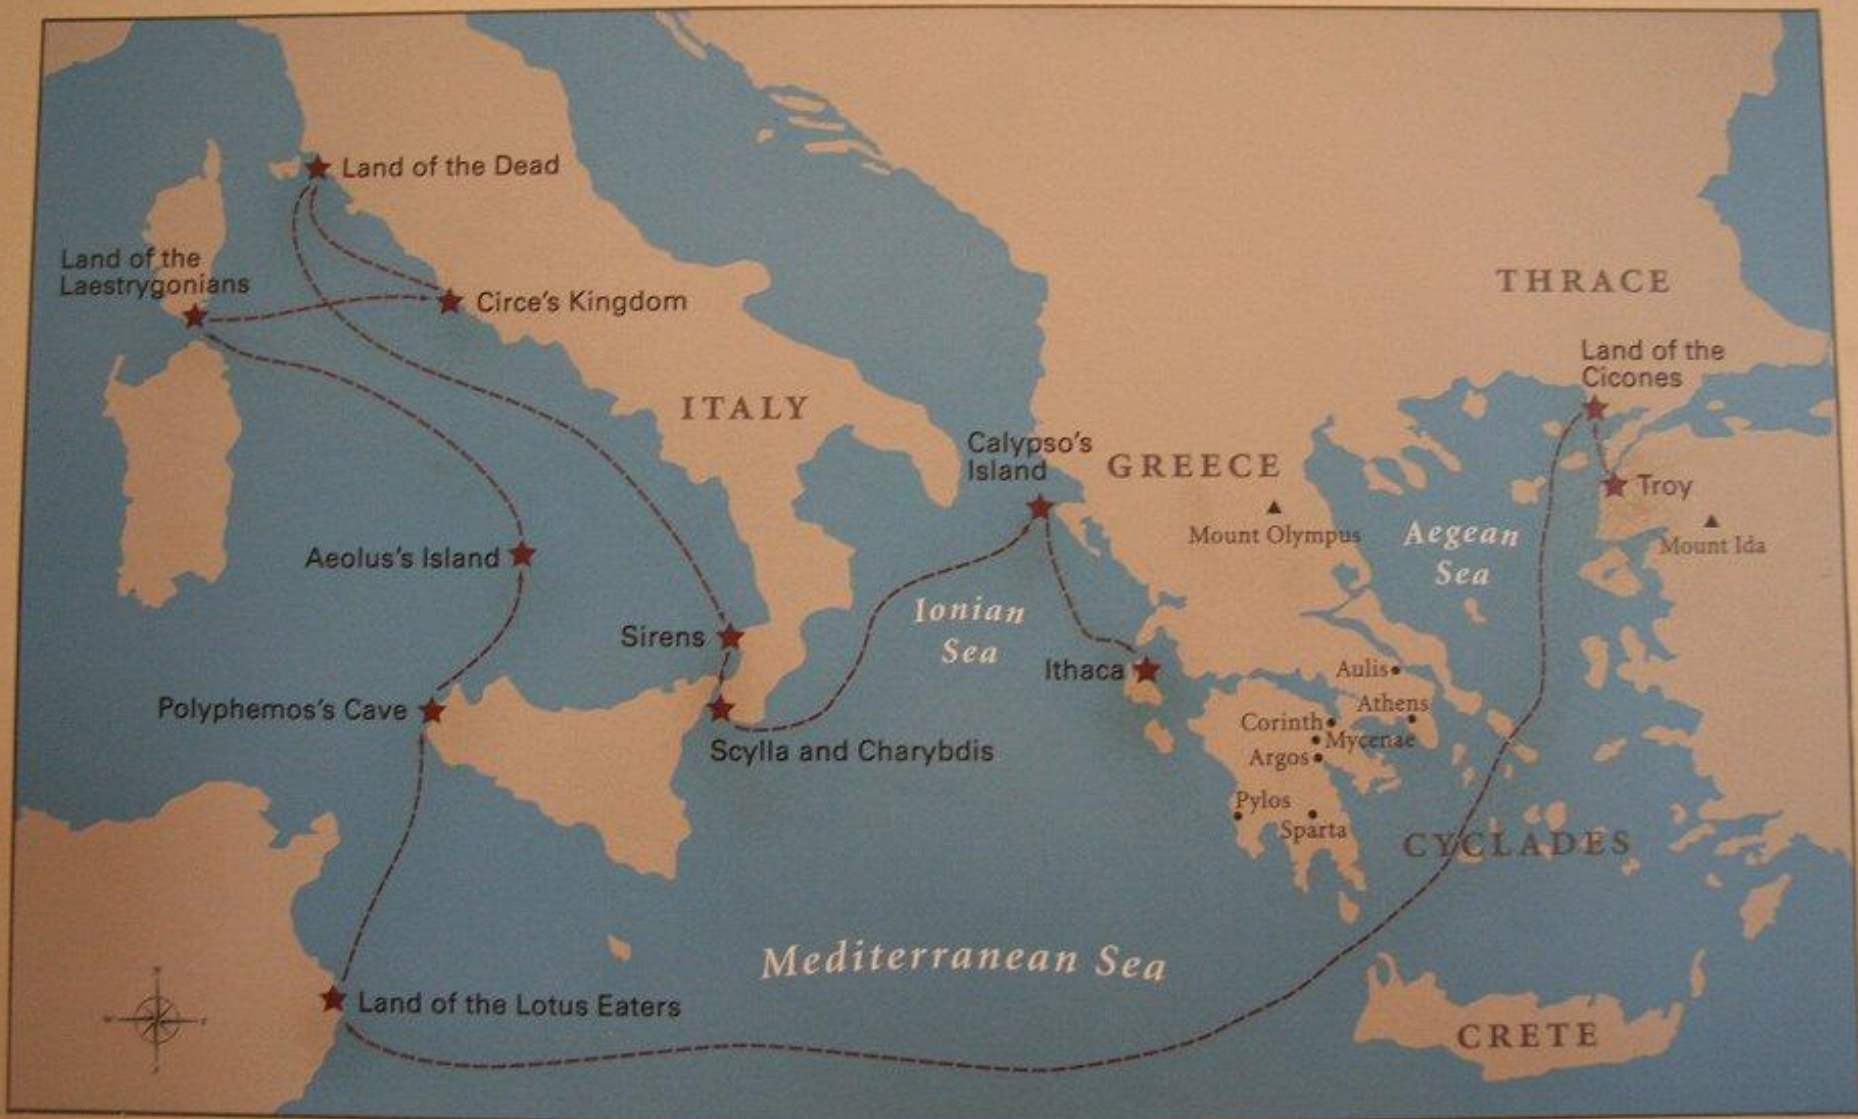 Land of the Dead
Land of the
Laestrygonians
Circe's Kingdom
THRACE
Land of the
Cicones
ITALY
Calypso's
Island
GREECE
Troy
Mount Olympus
Aegean
Sea
Mount Ida
Aeolus's Island
Ionian
Sea
Sirens
Ithaca
Aulis
Polyphemos's Cave
Athens
Corinth
Mycenae
Scylla and Charybdis
Argos
Pylos
Sparta
CYCLADES
Mediterranean Sea
Land of the Lotus Eaters
CRETE